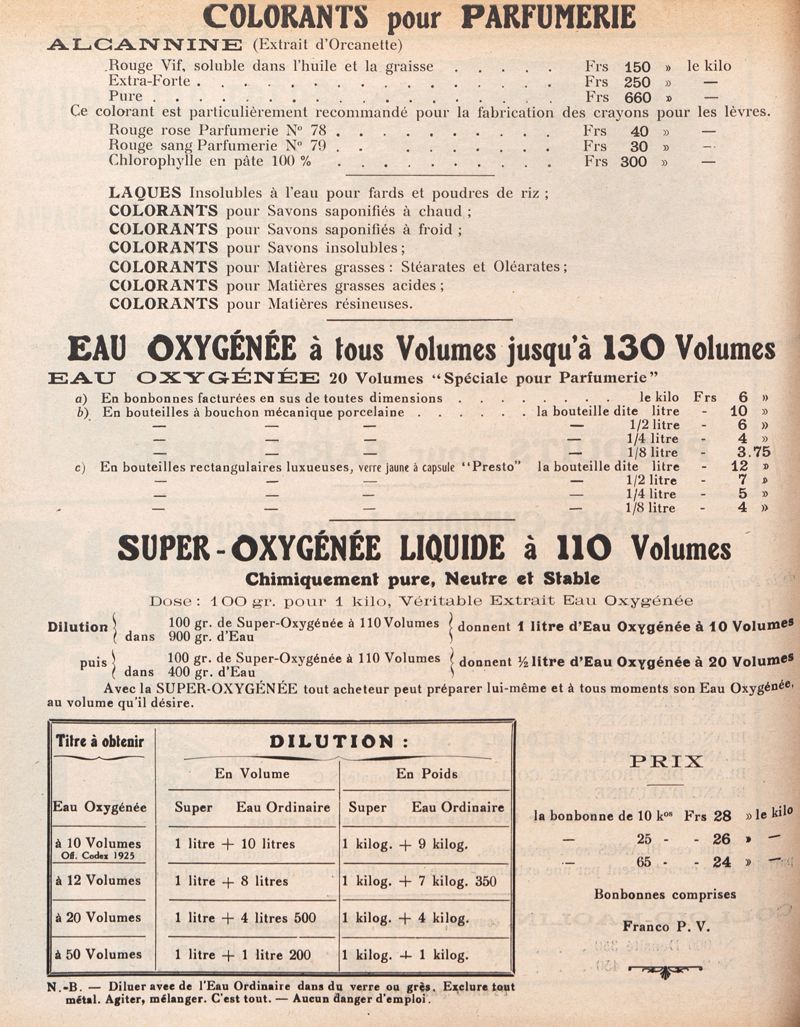 COLORANTS pour PARFUMERIE
ALCANNINE (Extrait d'Orcanette)
Rouge Vif, soluble dans l'huile et la graisse . . . . . Frs 150 » le kilo
Extra-Forte . . . . . . . . . . . . . Frs 250 » —
Pure . . . . . . . . . . . . . . . Frs 660 » —
Ce colorant est particulièrement recommandé pour la fabrication des crayons pour les lèvres.
Rouge rose Parfumerie No 78 . . . . . . . . . Frs 40 » —
Rouge sang Parfumerie No 79 . . . . . . . . . Frs 30 » —
Chlorophylle en pâte 100 % . . . . . . . . . Frs 300 » —
LAQUES Insolubles à l'eau pour fards et poudres de riz ;
COLORANTS pour Savons saponifiés à chaud ;
COLORANTS pour Savons saponifiés à froid ;
COLORANTS pour Savons insolubles ;
COLORANTS pour Matières grasses : Stéarates et Oléarates ;
COLORANTS pour Matières grasses acides ;
COLORANTS pour Matières résineuses.
EAU OXYGÉNÉE à tous Volumes jusqu'à 130 Volumes
EAU OXYGÉNÉE 20 Volumes "Spéciale pour Parfumerie"
a) En bonbonnes facturées en sus de toutes dimensions . . . . . . . . le kilo Frs 6 »
b) En bouteilles à bouchon mécanique porcelaine . . . . . . la bouteille dite litre - 10 »
— — — — 1/2 litre - 6 »
— — — — 1/4 litre - 4 »
— — — — 1/8 litre - 3.75
c) En bouteilles rectangulaires luxueuses, verre jaune à capsule "Presto" la bouteille dite litre - 12 »
— — — — 1/2 litre - 7 »
— — — — 1/4 litre - 5 »
— — — — 1/8 litre - 4 »
SUPER-OXYGÉNÉE LIQUIDE à 110 Volumes
Chimiquement pure, Neutre et Stable
Dose : 100 gr. pour 1 kilo, Véritable Extrait Eau Oxygénée
Dilution { 100 gr. de Super-Oxygénée à 110 Volumes } donnent 1 litre d'Eau Oxygénée à 10 Volumes
dans 900 gr. d'Eau
puis { 100 gr. de Super-Oxygénée à 110 Volumes } donnent ½ litre d'Eau Oxygénée à 20 Volumes
dans 400 gr. d'Eau
Avec la SUPER-OXYGÉNÉE tout acheteur peut préparer lui-même et à tous moments son Eau Oxygénée,
au volume qu'il désire.
Titre à obtenir DILUTION :
En Volume En Poids
Eau Oxygénée Super Eau Ordinaire Super Eau Ordinaire
à 10 Volumes 1 litre + 10 litres 1 kilog. + 9 kilog.
Off. Codex 1925
à 12 Volumes 1 litre + 8 litres 1 kilog. + 7 kilog. 350
à 20 Volumes 1 litre + 4 litres 500 1 kilog. + 4 kilog.
à 50 Volumes 1 litre + 1 litre 200 1 kilog. + 1 kilog.
PRIX
la bonbonne de 10 kos Frs 28 » le kilo
— 25 - - 26 » —
— 65 - - 24 » —
Bonbonnes comprises
Franco P. V.
N.-B. — Diluer avec de l'Eau Ordinaire dans du verre ou grès. Exclure tout
métal. Agiter, mélanger. C'est tout. — Aucun danger d'emploi.